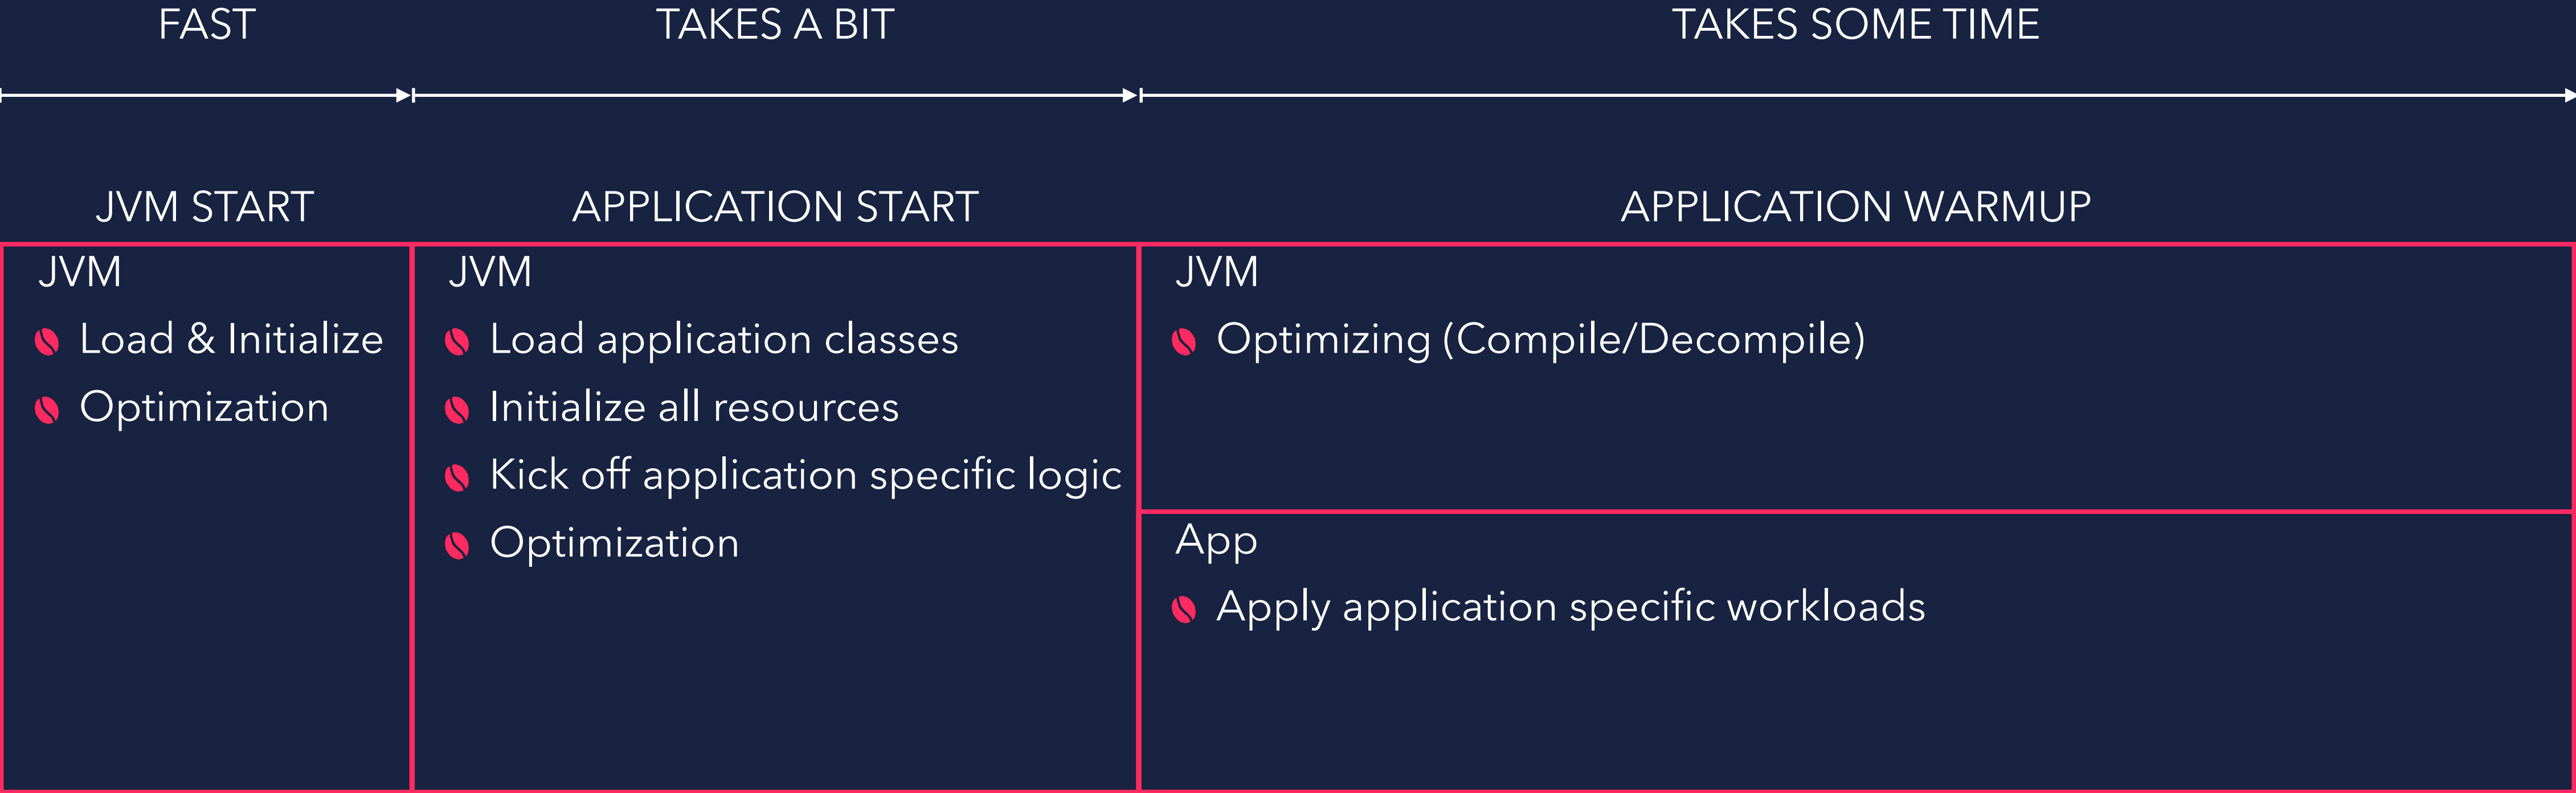 FAST
TAKES A BIT
TAKES SOME TIME
JVM START
APPLICATION START
APPLICATION WARMUP
JVM
Load & Initialize
Optimization
JVM
Load application classes
Initialize all resources
Kick off application specific logic
Optimization
JVM
Optimizing (Compile/Decompile)
App
Apply application specific workloads